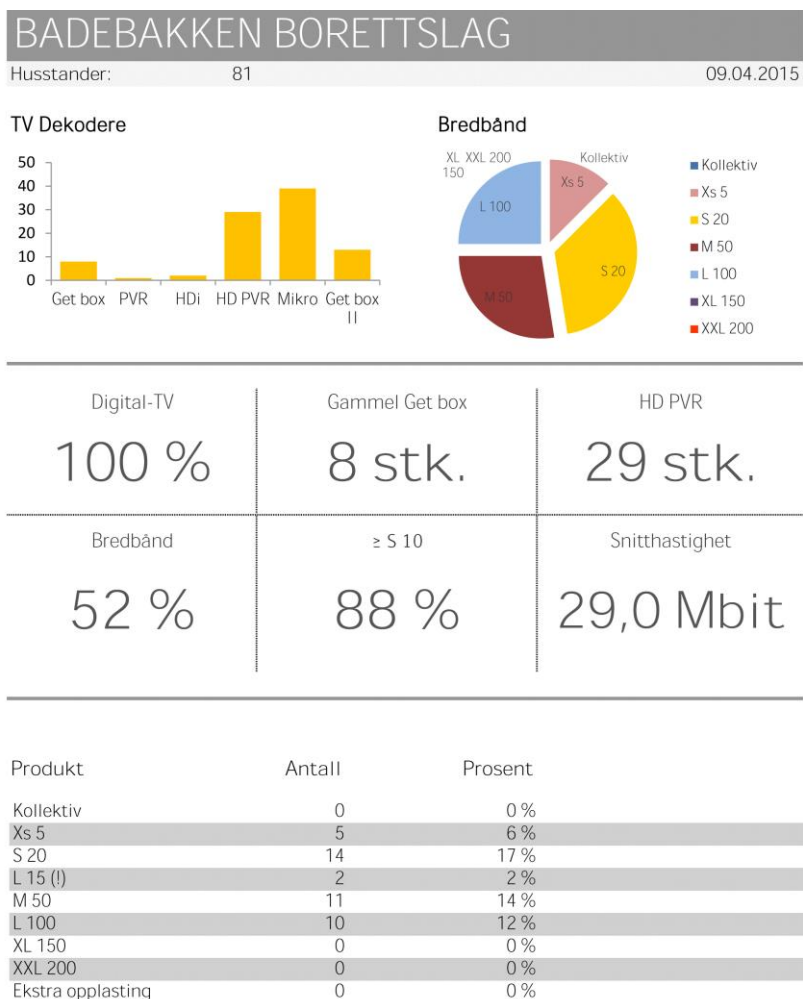 BADEBAKKEN BORETTSLAG
Husstander: 81 09.04.2015
TV Dekodere
50
40
30
20
10
0
Get box PVR HDi HD PVR Mikro Get box II
Bredbånd
XL 150 XXL 200 Kollektiv
Xs 5
L 100
S 20
M 50
Kollektiv
Xs 5
S 20
M 50
L 100
XL 150
XXL 200
Digital-TV Gammel Get box HD PVR
100 % 8 stk. 29 stk.
Bredbånd ≥ S 10 Snitthastighet
52 % 88 % 29,0 Mbit
Produkt Antall Prosent
Kollektiv 0 0 %
Xs 5 5 6 %
S 20 14 17 %
L 15 (!) 2 2 %
M 50 11 14 %
L 100 10 12 %
XL 150 0 0 %
XXL 200 0 0 %
Ekstra opplasting 0 0 %